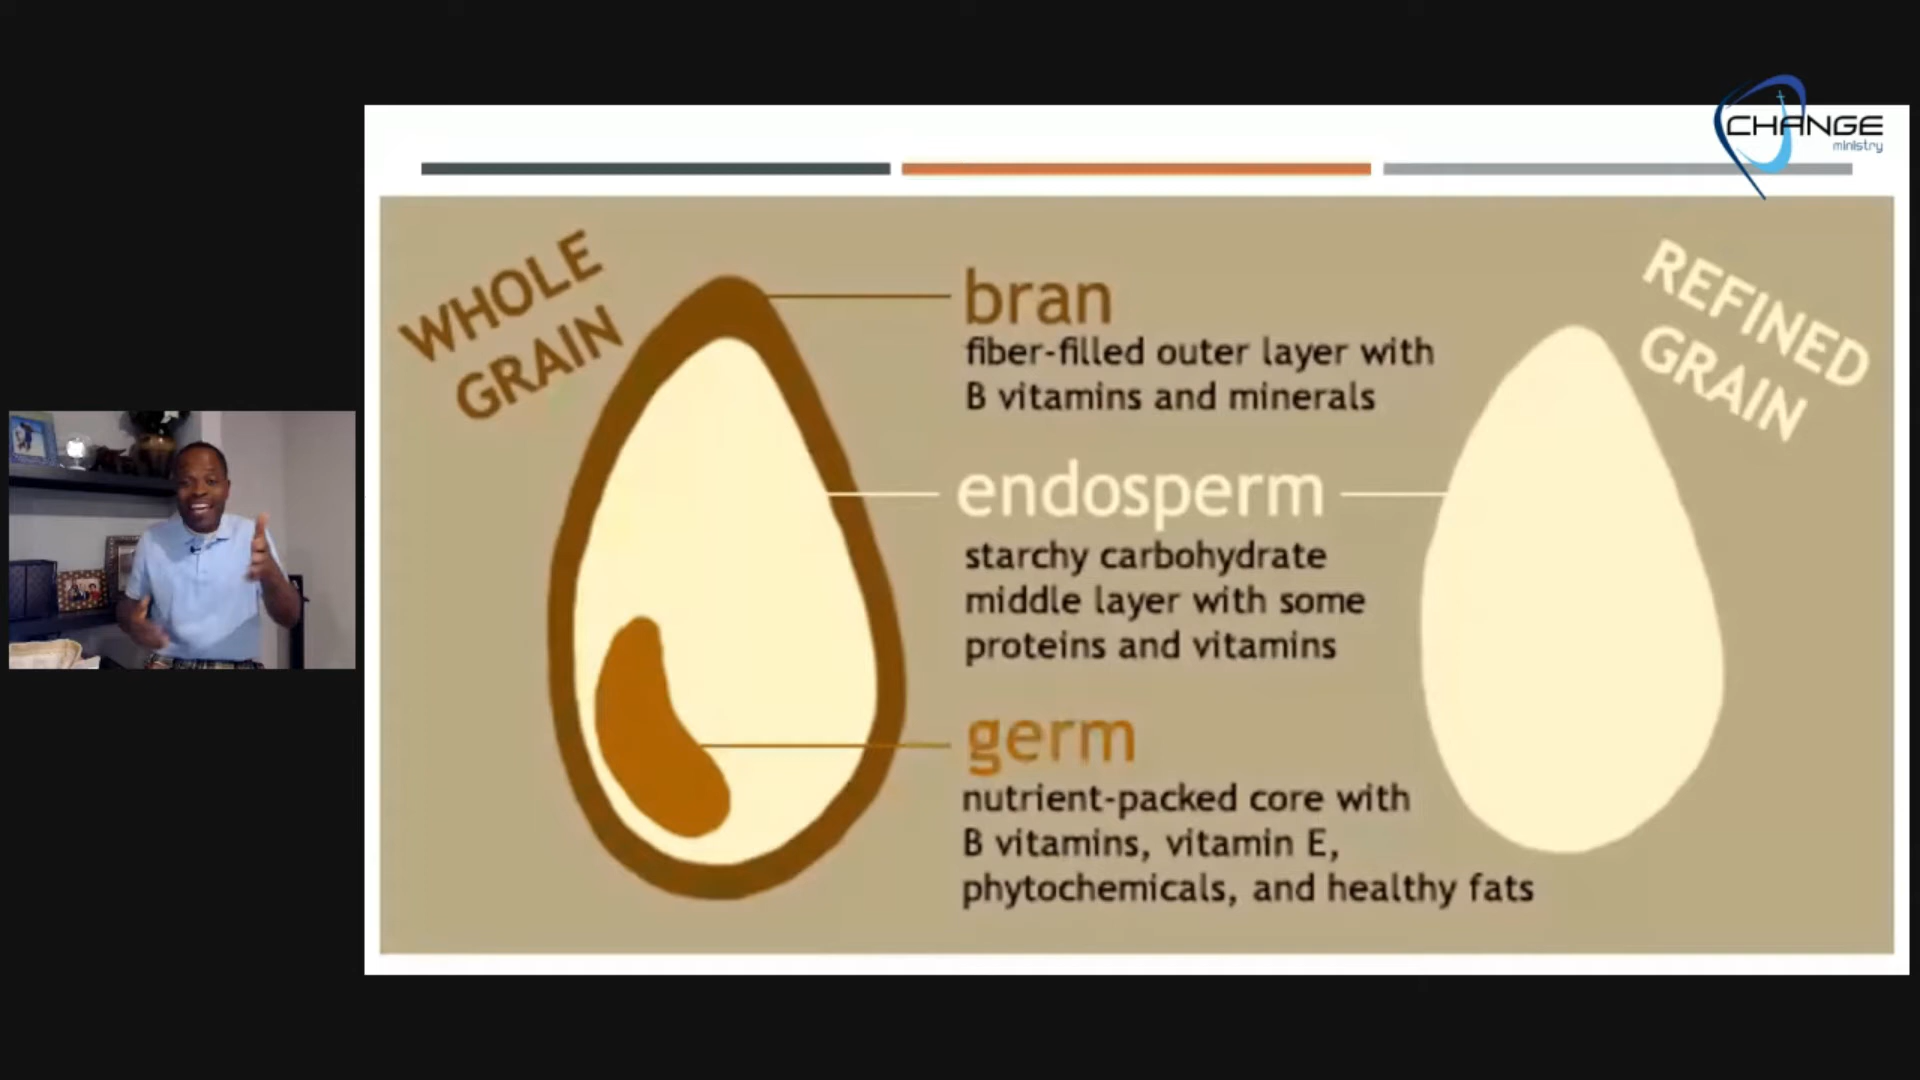 CHANGE
ministry
WHOLE
GRAIN
bran
fiber-filled outer layer with
B vitamins and minerals
endosperm
starchy carbohydrate
middle layer with some
proteins and vitamins
germ
nutrient-packed core with
B vitamins, vitamin E,
phytochemicals, and healthy fats
REFINED
GRAIN